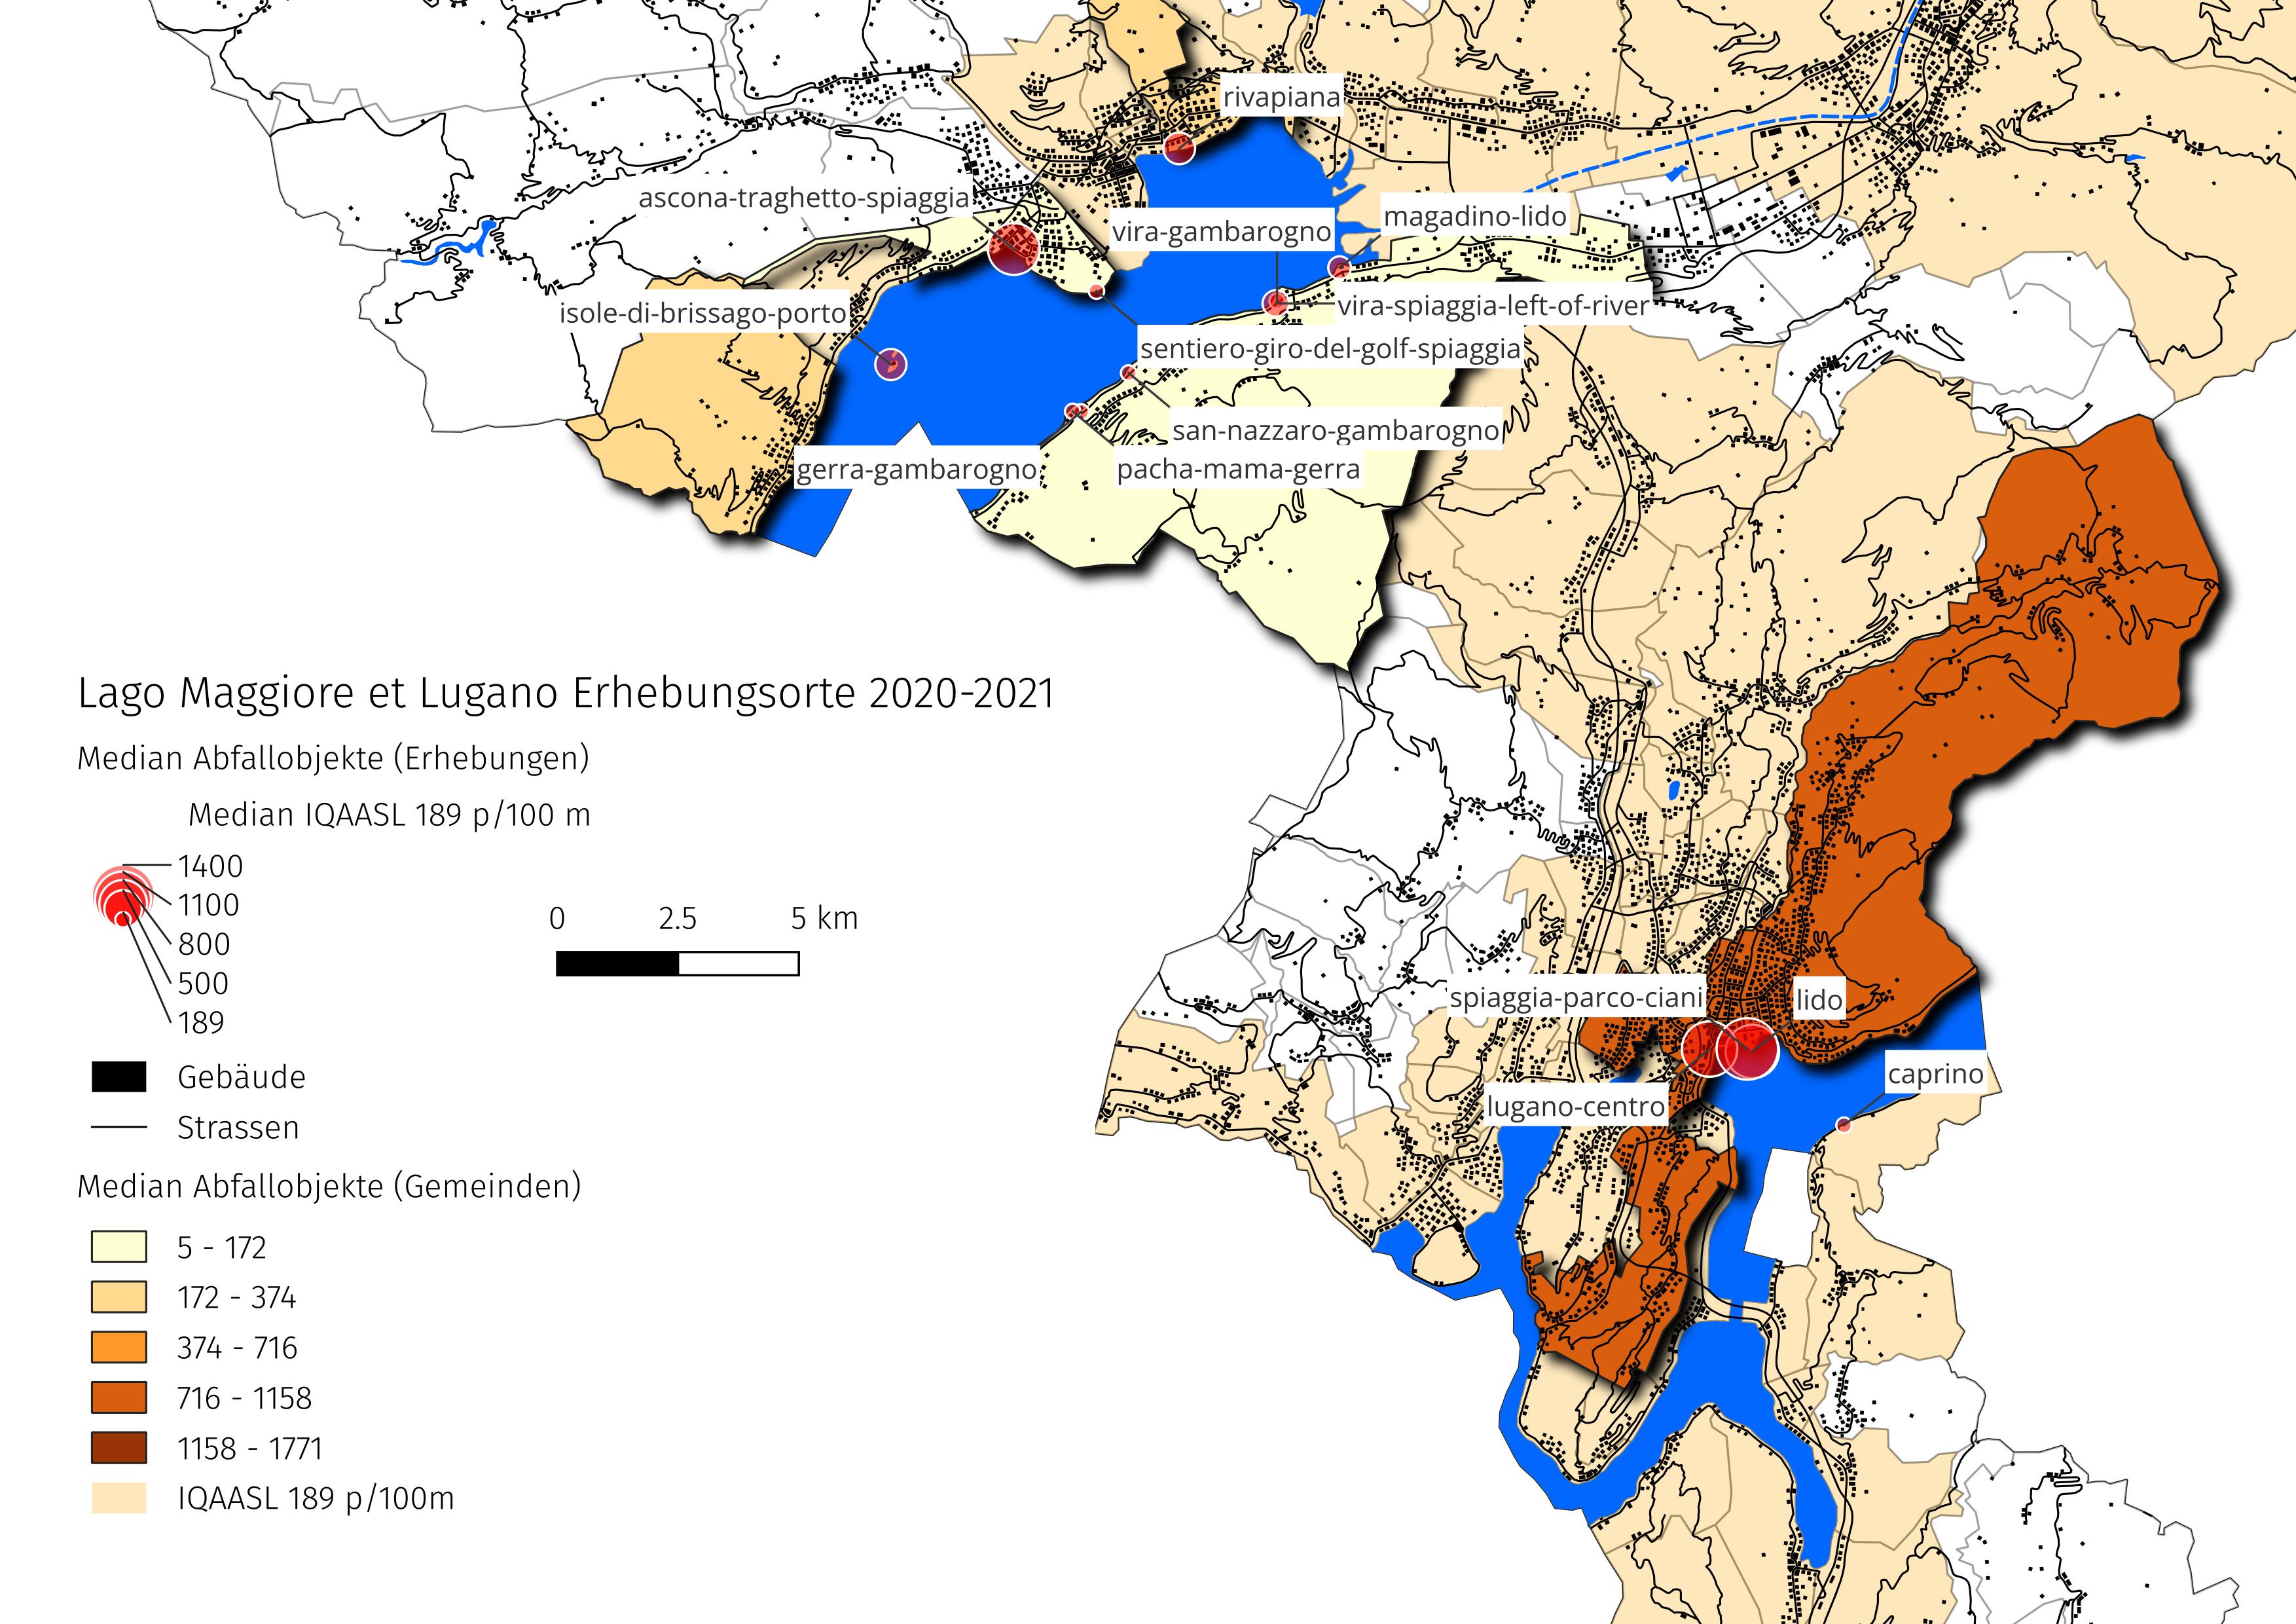 rivapiana
ascona-traghetto-spiaggia
magadino-lido
vira-gambarogno
isole-di-brissago-porto
vira-spiaggia-left-of-river
sentiero-giro-del-golf-spiaggia
san-nazzaro-gambarogno
gerra-gambarogno
pacha-mama-gerra
Lago Maggiore et Lugano Erhebungsorte 2020-2021
Median Abfallobjekte (Erhebungen)
Median IQAASL 189 p/100 m
1400
1100
800
500
189
0 2.5 5 km
Gebäude
Strassen
Median Abfallobjekte (Gemeinden)
5 - 172
172 - 374
374 - 716
716 - 1158
1158 - 1771
IQAASL 189 p/100m
spiaggia-parco-ciani
lido
caprino
lugano-centro